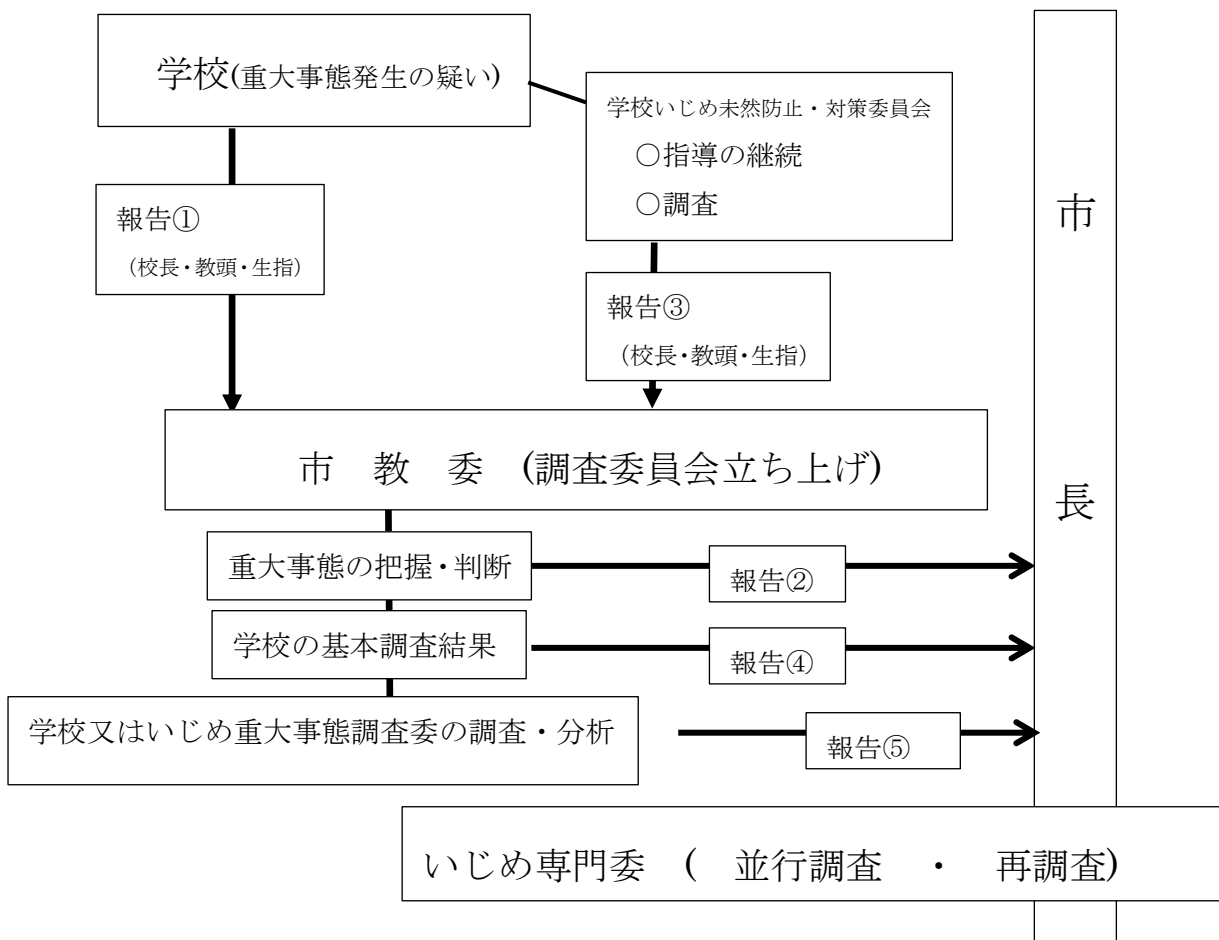 学校(重大事態発生の疑い)
学校いじめ未然防止・対策委員会
○指導の継続
○調査
報告①
(校長・教頭・生指)
報告③
(校長・教頭・生指)
市　教　委　(調査委員会立ち上げ)
重大事態の把握・判断
報告②
学校の基本調査結果
報告④
学校又はいじめ重大事態調査委の調査・分析
報告⑤
市
長
いじめ専門委　(　並行調査　・　再調査)